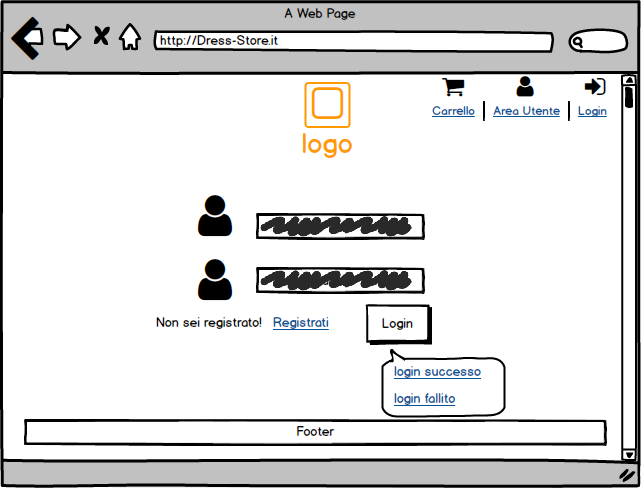 A Web Page
http://Dress-Store.it
Carrello Area Utente Login
logo
Non sei registrato! Registrati Login
login successo
login fallito
Footer